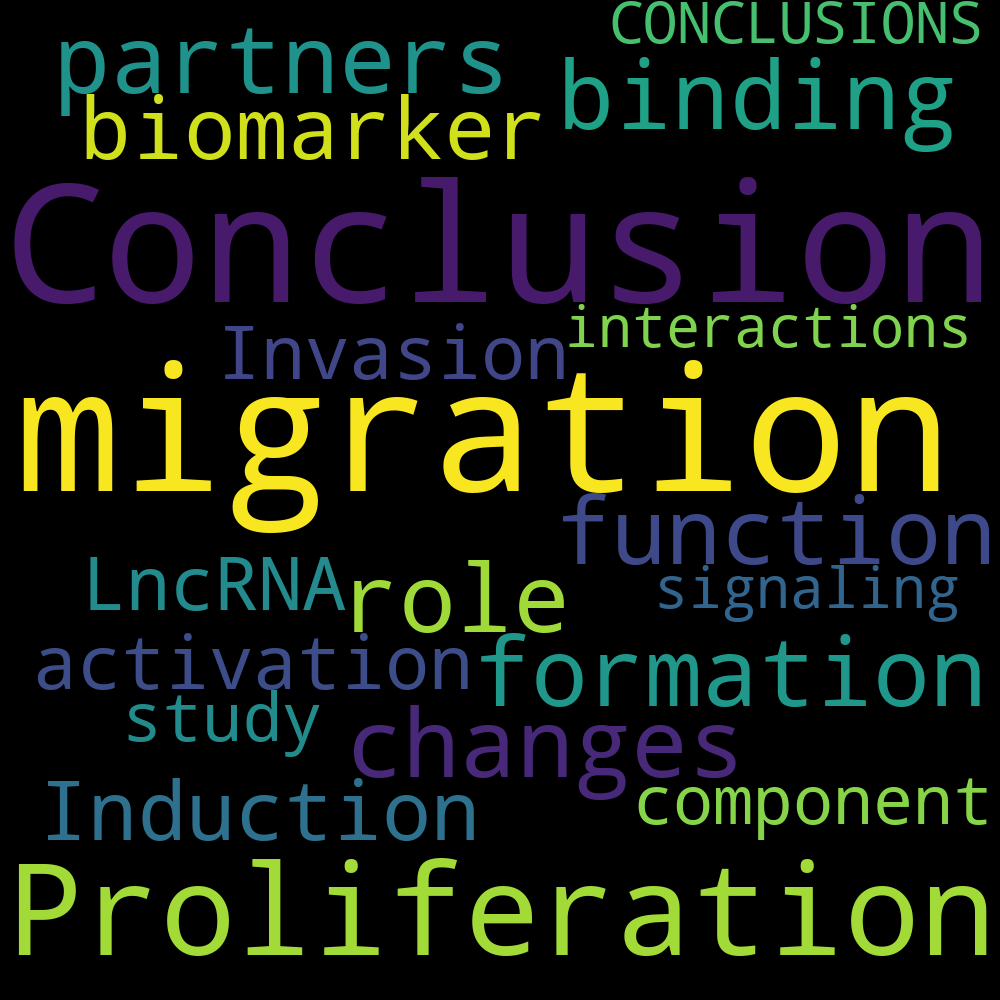 CONCLUSIONS
partners
binding
biomarker
Conclusion
interactions
Invasion
migration
function
LncRNA
role
signaling
activation
formation
study
changes
Induction
component
Proliferation